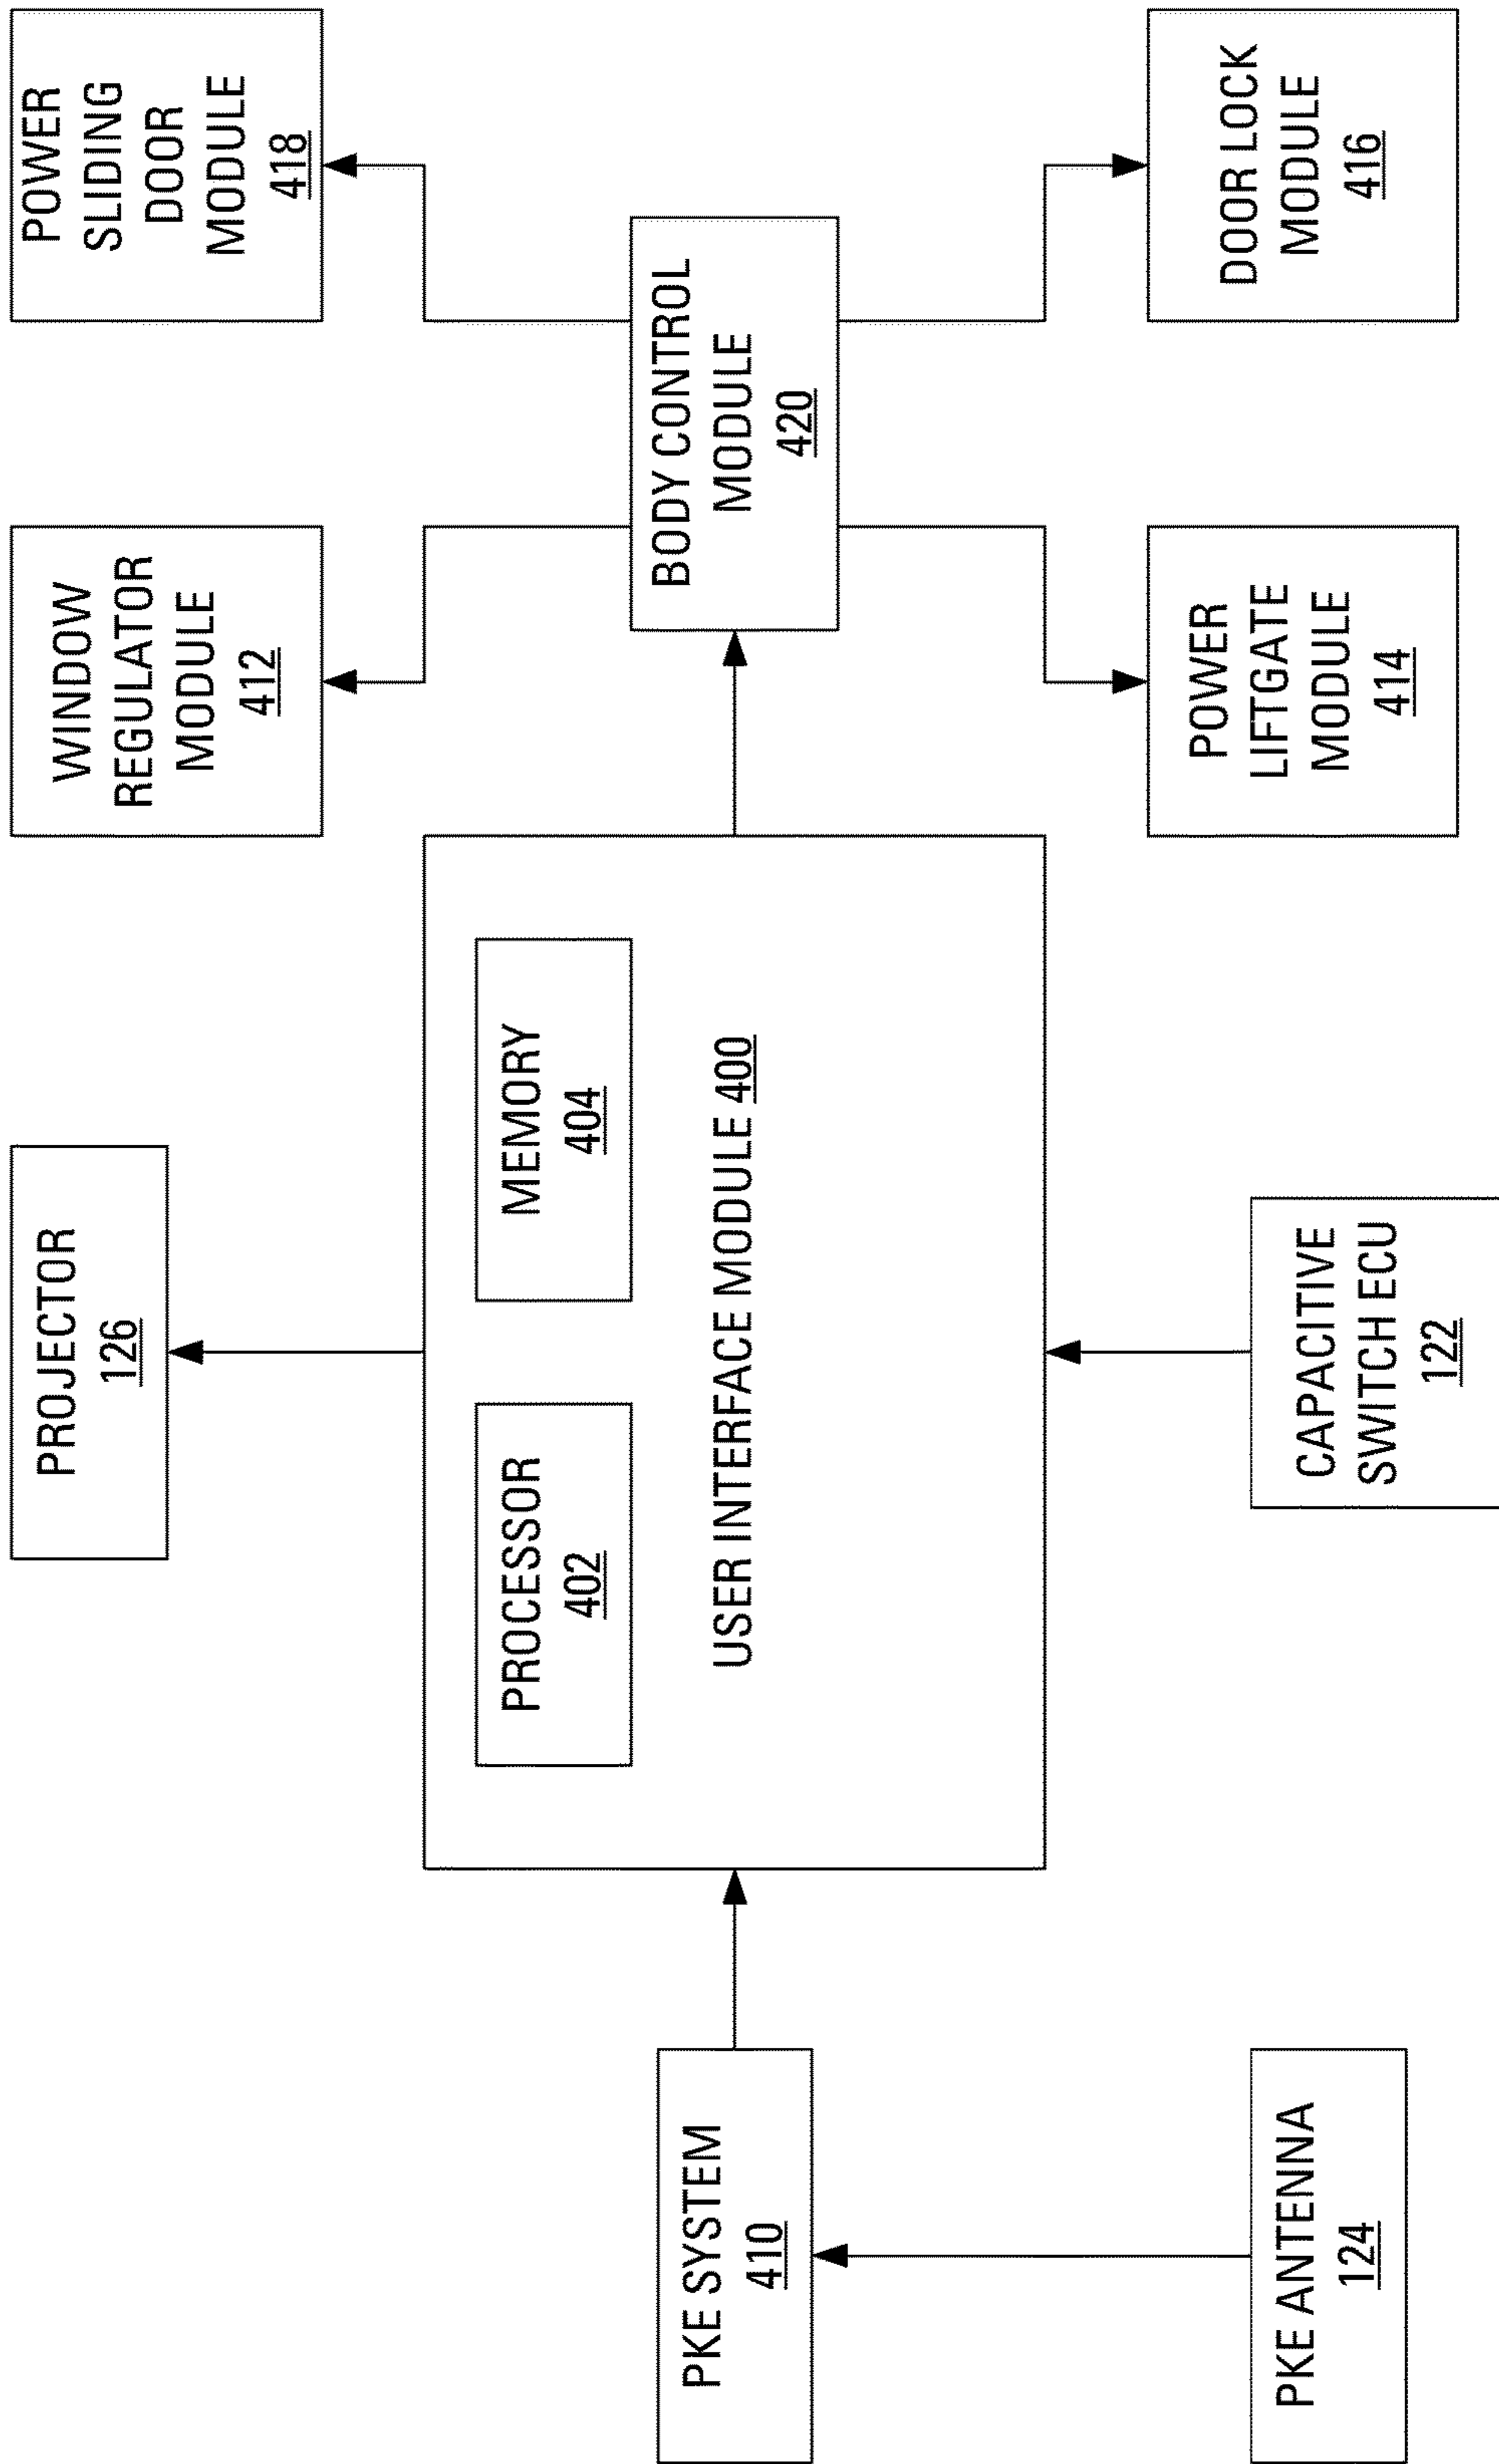 PROJECTOR
126
WINDOW
REGULATOR
MODULE
412
POWER
SLIDING
DOOR
MODULE
418
PROCESSOR
402
MEMORY
404
USER INTERFACE MODULE 400
PKE SYSTEM
410
BODY CONTROL
MODULE
420
PKE ANTENNA
124
CAPACITIVE
SWITCH ECU
122
POWER
LIFTGATE
MODULE
414
DOOR LOCK
MODULE
416